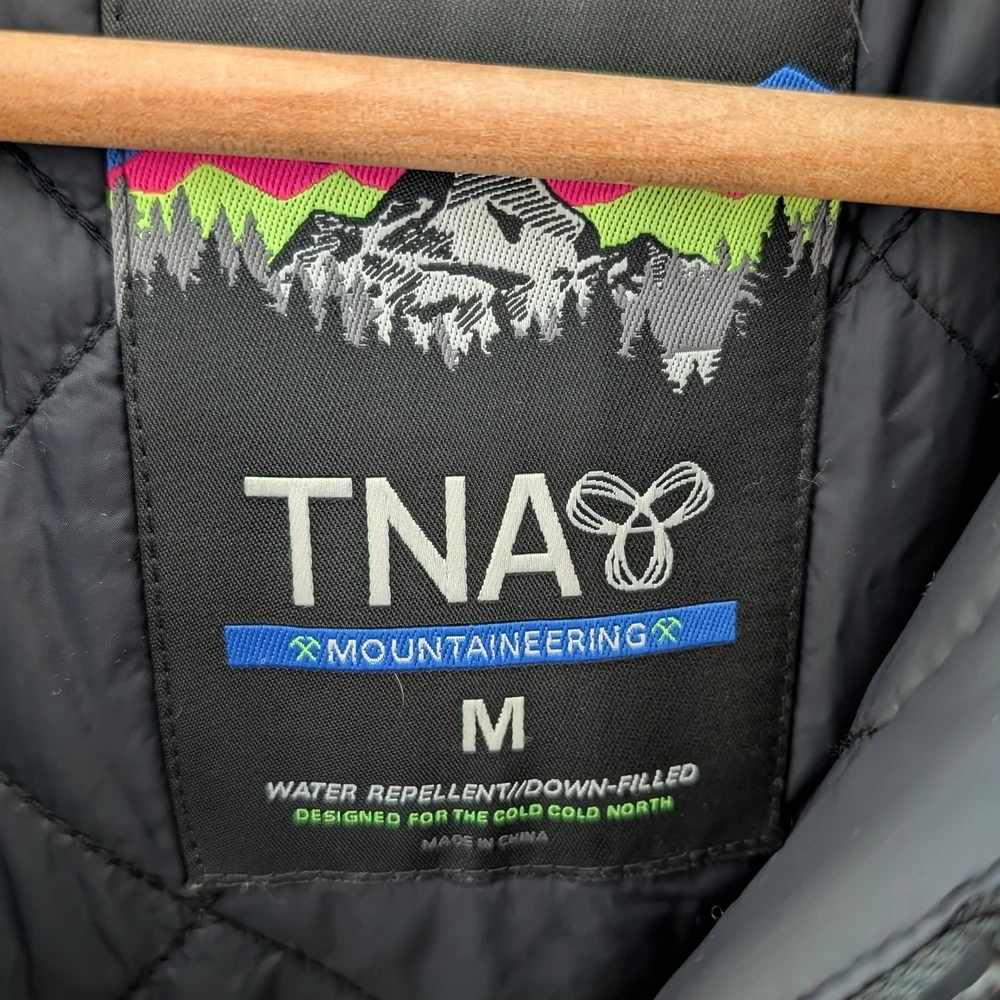 TNA
MOUNTAINEERING
M
WATER REPELLENT//DOWN-FILLED
DESIGNED FOR THE COLD COLD NORTH
MADE IN CHINA